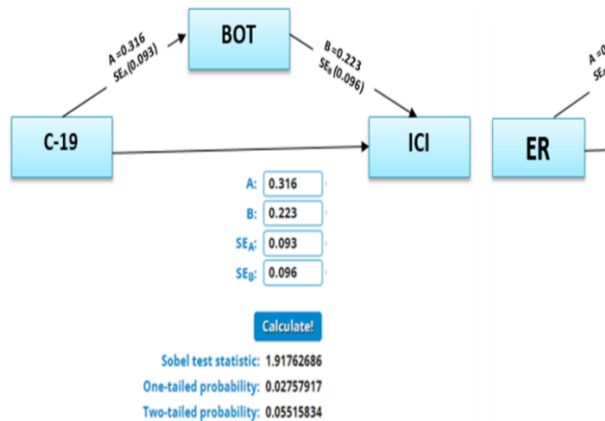 BOT
A =0.316
SEA (0.093)
B=0.223
SEB (0.096)
C-19
ICI
ER
A: 0.316
B: 0.223
SEA: 0.093
SEB: 0.096
Calculate!
Sobel test statistic: 1.91762686
One-tailed probability: 0.02757917
Two-tailed probability: 0.05515834